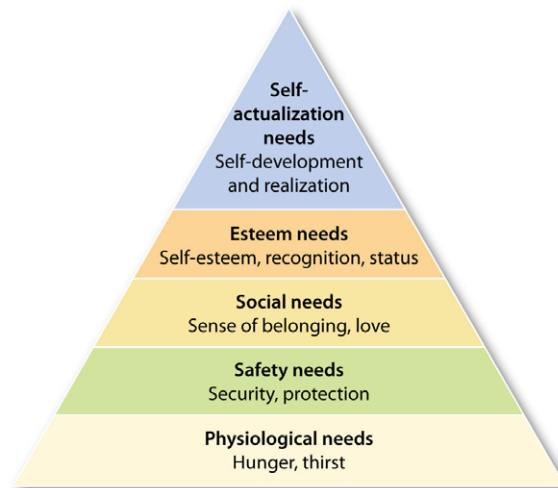 Self-
actualization
needs
Self-development
and realization
Esteem needs
Self-esteem, recognition, status
Social needs
Sense of belonging, love
Safety needs
Security, protection
Physiological needs
Hunger, thirst